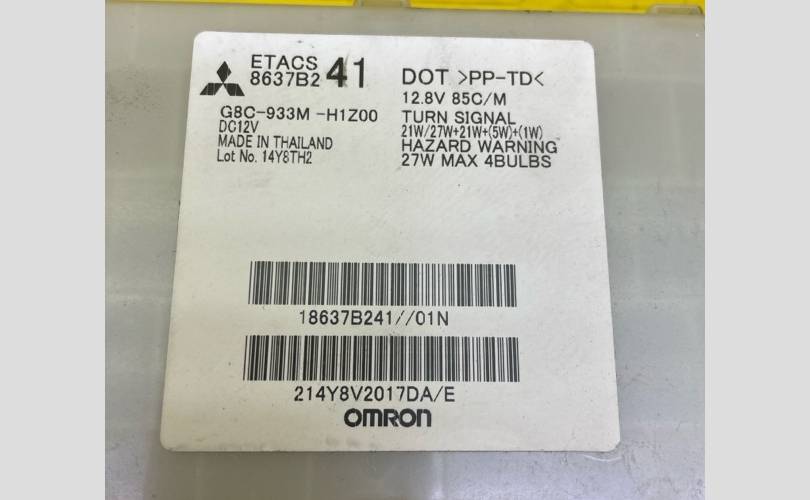 ETACS
8637B2 41
G8C-933M -H1Z00
DC12V
MADE IN THAILAND
Lot No. 14Y8TH2
DOT >PP-TD<
12.8V 85C/M
TURN SIGNAL
21W/27W+21W+(5W)+(1W)
HAZARD WARNING
27W MAX 4BULBS
18637B241//01N
214Y8V2017DA/E
OMRON